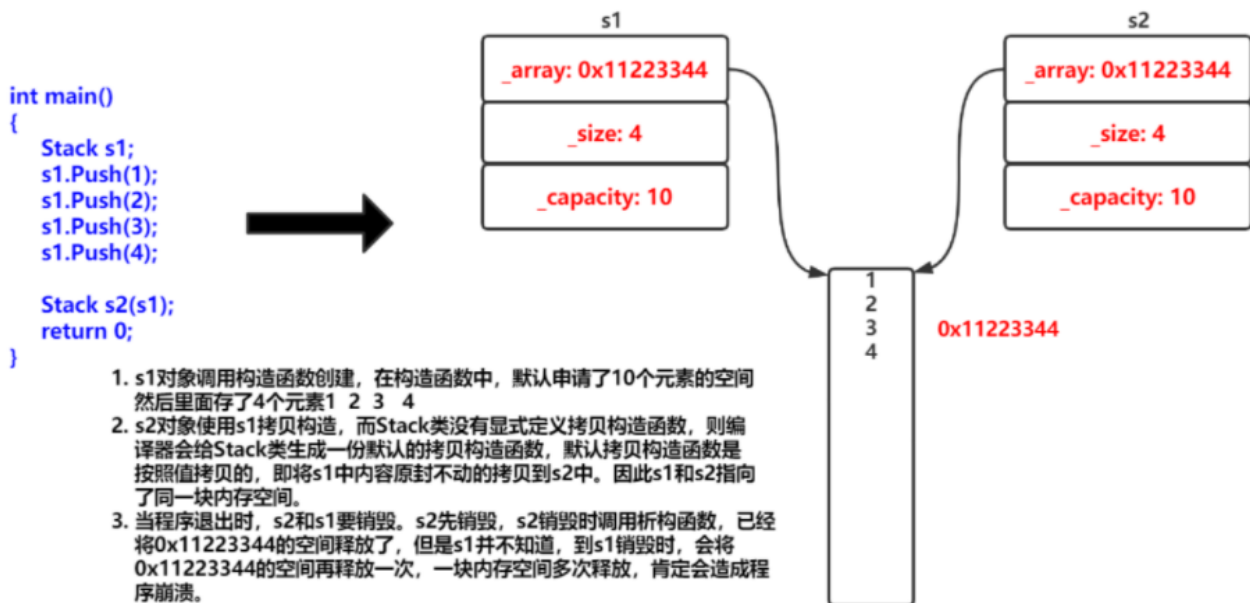 s1
s2
_array: 0x11223344
_array: 0x11223344
_size: 4
_size: 4
_capacity: 10
_capacity: 10
int main()
{
Stack s1;
s1.Push(1);
s1.Push(2);
s1.Push(3);
s1.Push(4);
Stack s2(s1);
return 0;
}
1
2
3
4
0x11223344
1. s1对象调用构造函数创建，在构造函数中，默认申请了10个元素的空间
然后里面存了4个元素1 2 3 4
2. s2对象使用s1拷贝构造，而Stack类没有显式定义拷贝构造函数，则编
译器会给Stack类生成一份默认的拷贝构造函数，默认拷贝构造函数是
按照值拷贝的，即将s1中内容原封不动的拷贝到s2中。因此s1和s2指向
了同一块内存空间。
3. 当程序退出时，s2和s1要销毁。s2先销毁，s2销毁时调用析构函数，已经
将0x11223344的空间释放了，但是s1并不知道，到s1销毁时，会将
0x11223344的空间再释放一次，一块内存空间多次释放，肯定会造成程
序崩溃。